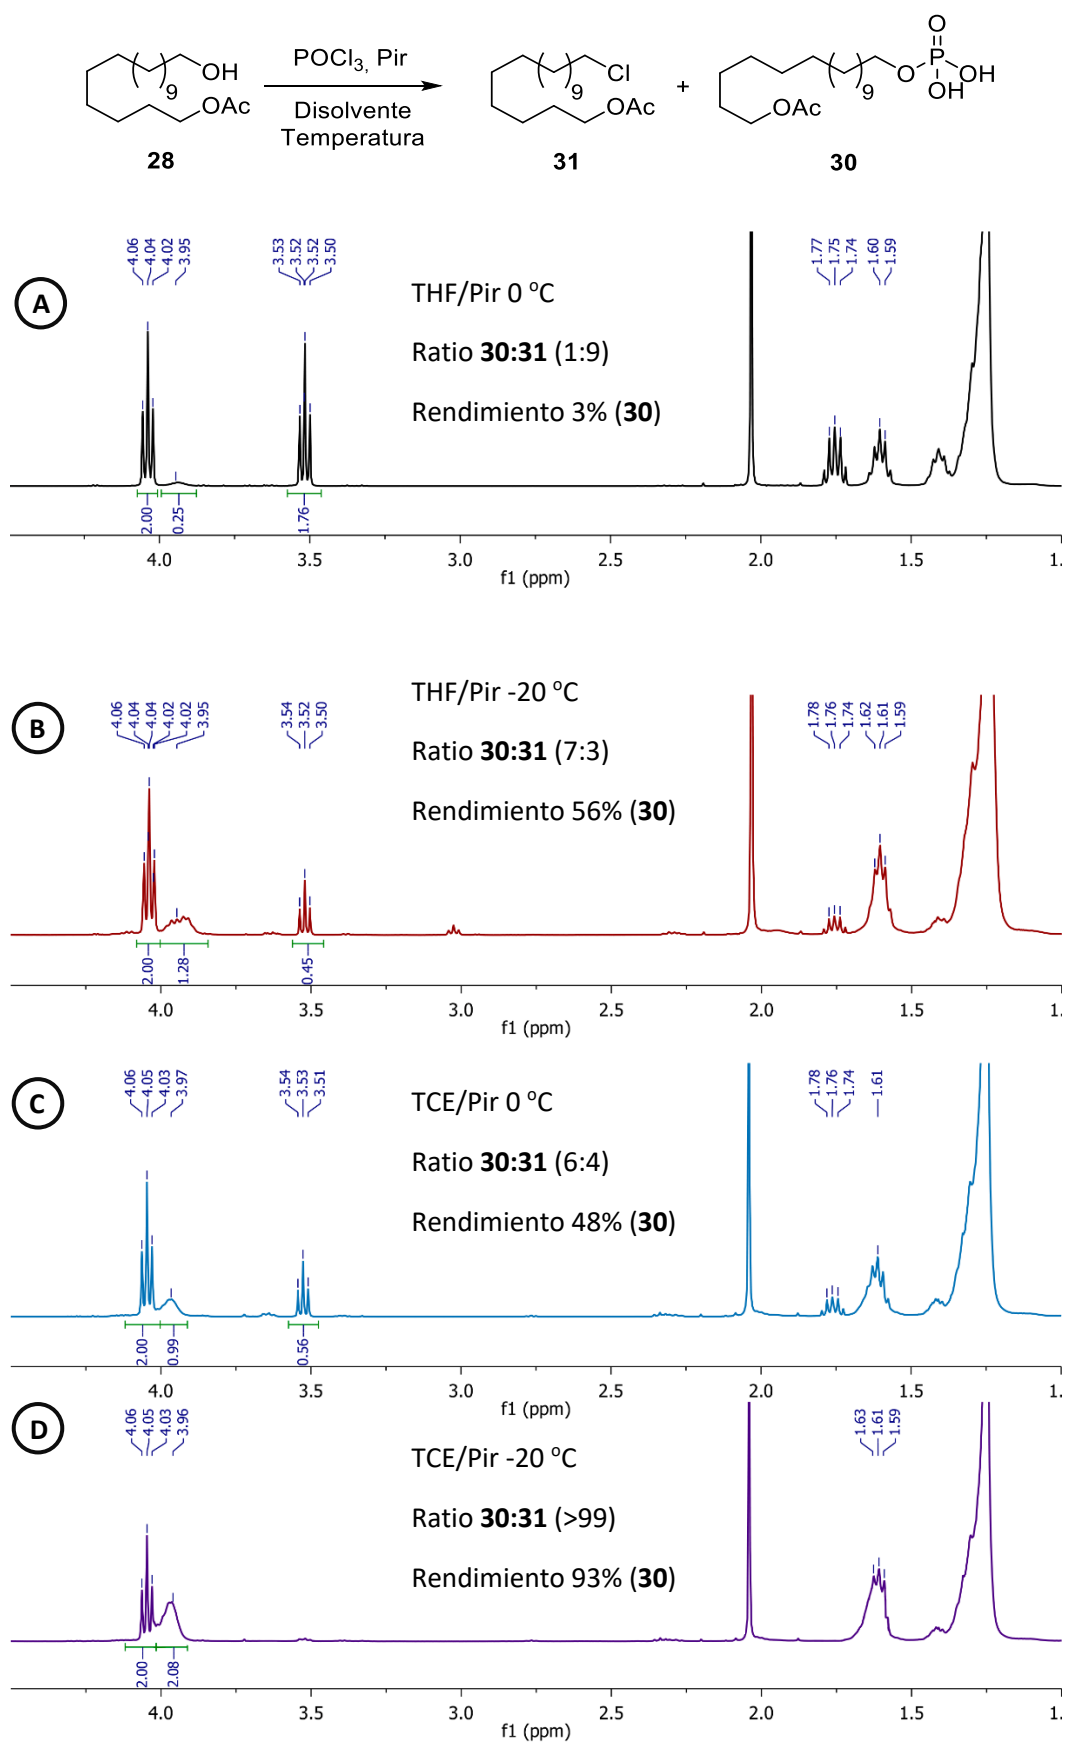 POCl3, Pir
Disolvente
Temperatura
OH
9
OAc
28
Cl
9
OAc
31
+
O
P
O
OH
OH
9
OAc
30
A
4.06 4.04 4.02 3.95 3.53 3.52 3.52 3.50 1.77 1.75 1.74 1.60 1.59
THF/Pir 0 °C
Ratio 30:31 (1:9)
Rendimiento 3% (30)
2.00 0.25 1.76
4.0 3.5 3.0 2.5 2.0 1.5 1.
f1 (ppm)
B
4.06 4.04 4.04 4.02 4.02 3.95 3.54 3.52 3.50 1.78 1.76 1.74 1.62 1.61 1.59
THF/Pir -20 °C
Ratio 30:31 (7:3)
Rendimiento 56% (30)
2.00 1.28 0.45
4.0 3.5 3.0 2.5 2.0 1.5 1.
f1 (ppm)
C
4.06 4.05 4.03 3.97 3.54 3.53 3.51 1.78 1.76 1.74 1.61
TCE/Pir 0 °C
Ratio 30:31 (6:4)
Rendimiento 48% (30)
2.00 0.99 0.56
4.0 3.5 3.0 2.5 2.0 1.5 1.
f1 (ppm)
D
4.06 4.05 4.03 3.96 1.63 1.61 1.59
TCE/Pir -20 °C
Ratio 30:31 (>99)
Rendimiento 93% (30)
2.00 2.08
4.0 3.5 3.0 2.5 2.0 1.5 1.
f1 (ppm)